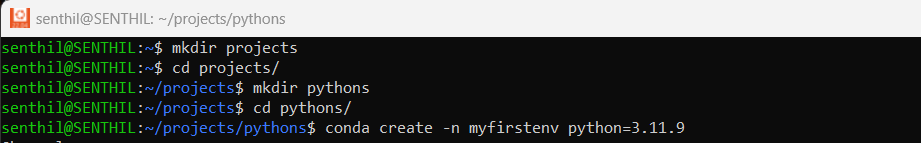 senthil@SENTHIL: ~/projects/pythons
senthil@SENTHIL:~$ mkdir projects
senthil@SENTHIL:~$ cd projects/
senthil@SENTHIL:~/projects$ mkdir pythons
senthil@SENTHIL:~/projects$ cd pythons/
senthil@SENTHIL:~/projects/pythons$ conda create -n myfirstenv python=3.11.9